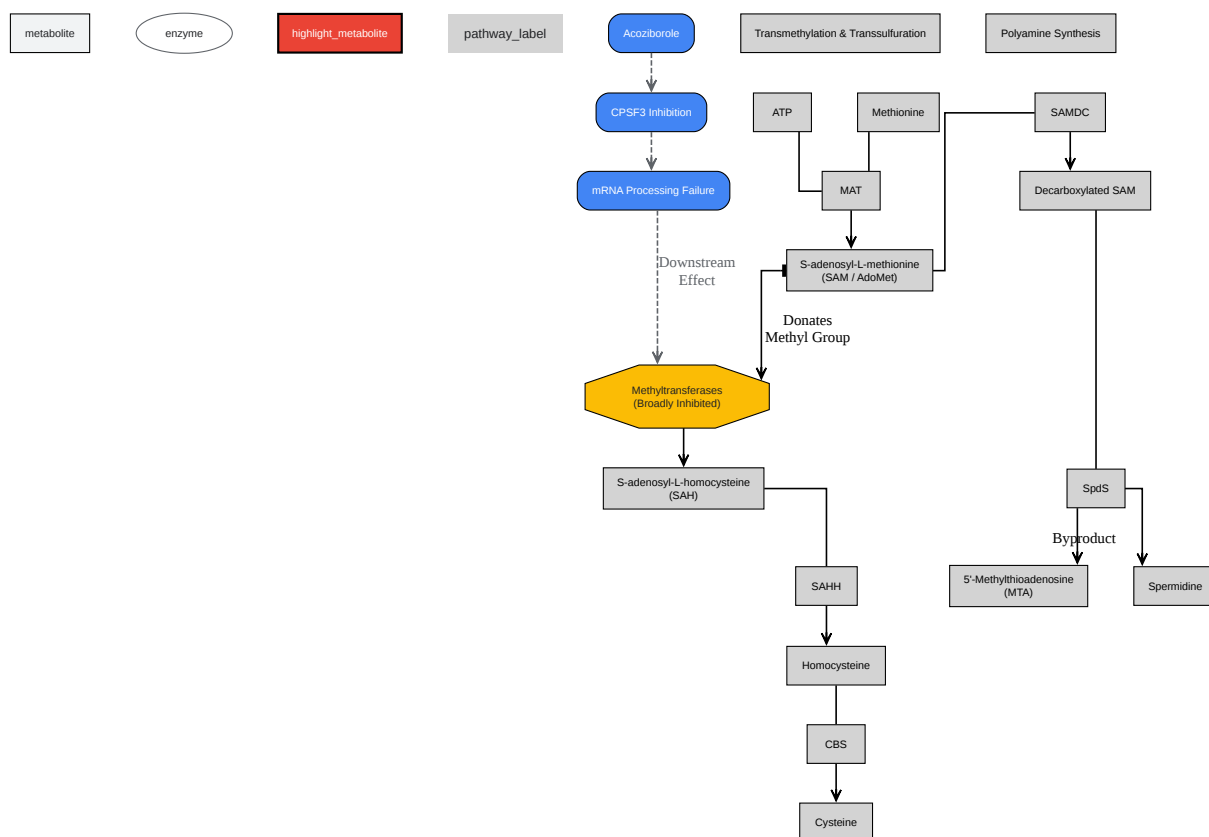 metabolite
enzyme
highlight_metabolite
pathway_label
Acoziborole
Transmethylation & Transsulfuration
Polyamine Synthesis
CPSF3 Inhibition
ATP
Methionine
SAMDC
mRNA Processing Failure
MAT
Decarboxylated SAM
Downstream
Effect
S-adenosyl-L-methionine
(SAM / AdoMet)
Donates
Methyl Group
Methyltransferases
(Broadly Inhibited)
S-adenosyl-L-homocysteine
(SAH)
SpdS
Byproduct
SAHH
5'-Methylthioadenosine
(MTA)
Spermidine
Homocysteine
CBS
Cysteine